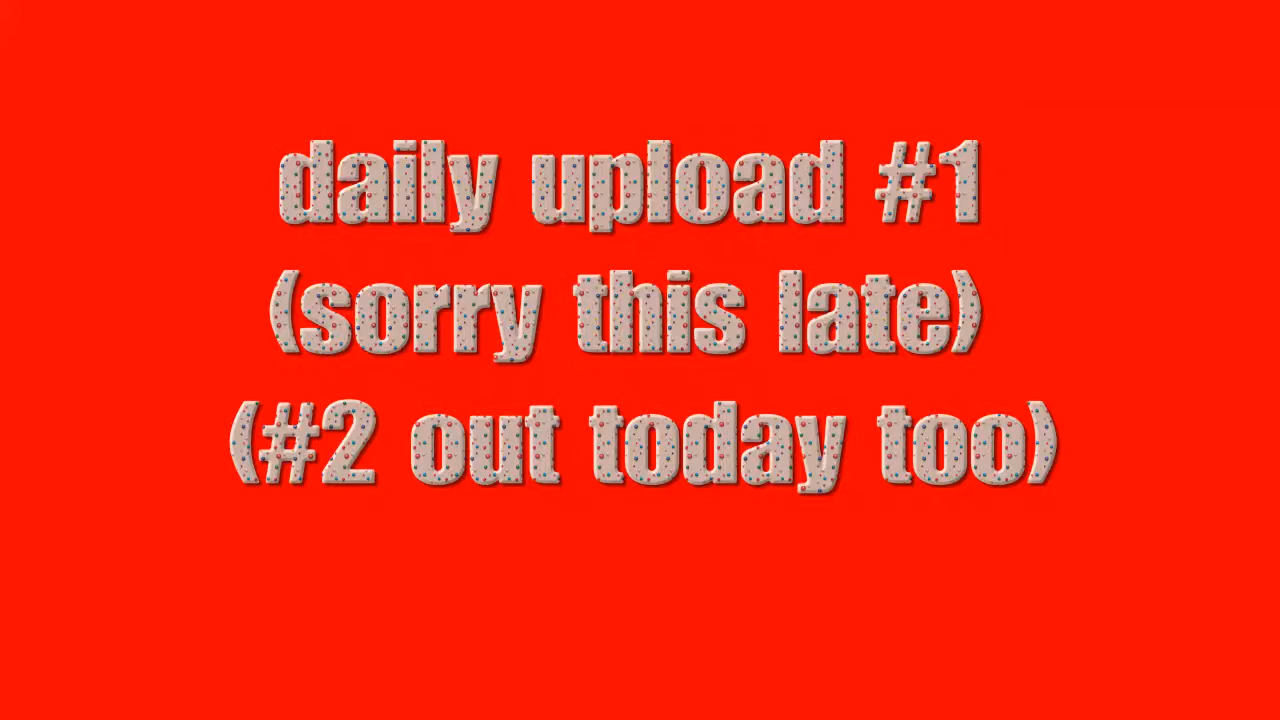 daily upload #1
(sorry this late)
(#2 out today too)